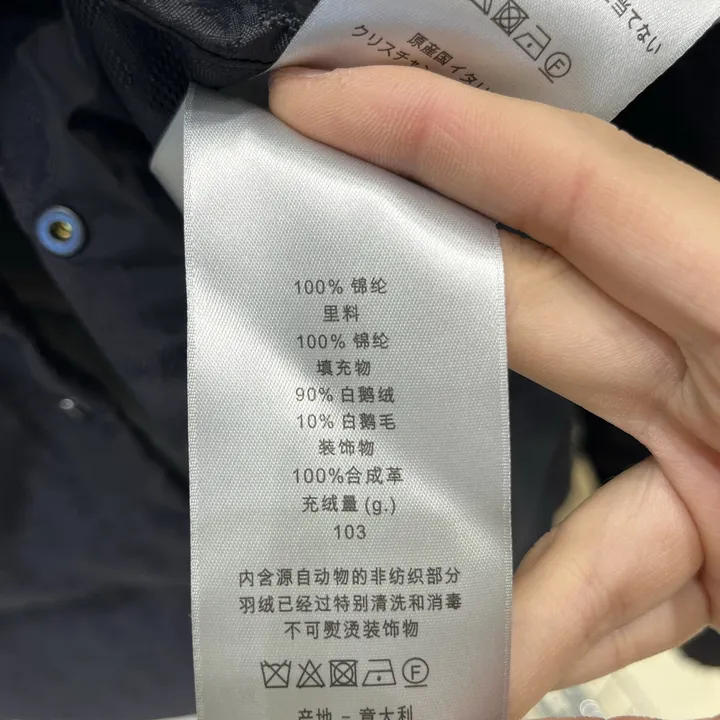 当てない
原産国イタリ
クリスチャン
100% 锦纶
里料
100% 锦纶
填充物
90% 白鹅绒
10% 白鹅毛
装饰物
100%合成革
充绒量 (g.)
103
内含源自动物的非纺织部分
羽绒已经过特别清洗和消毒
不可熨烫装饰物
F
产地 – 意大利